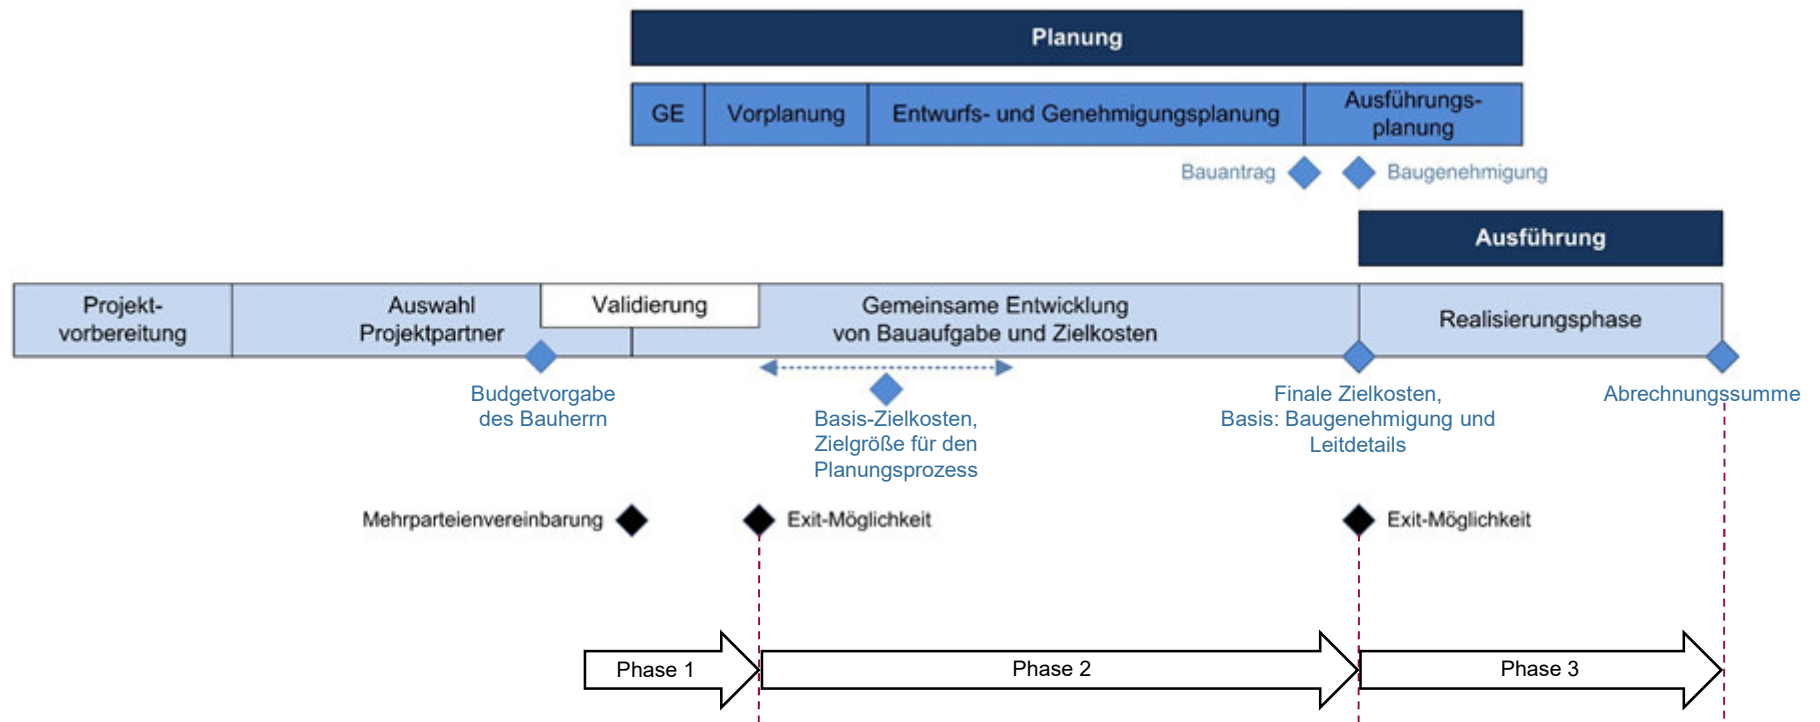 Planung
GE
Vorplanung
Entwurfs- und Genehmigungsplanung
Ausführungs-
planung
Bauantrag
Baugenehmigung
Ausführung
Projekt-
vorbereitung
Auswahl
Projektpartner
Validierung
Gemeinsame Entwicklung
von Bauaufgabe und Zielkosten
Realisierungsphase
Budgetvorgabe
des Bauherrn
Basis-Zielkosten,
Zielgröße für den
Planungsprozess
Finale Zielkosten,
Basis: Baugenehmigung und
Leitdetails
Abrechnungssumme
Mehrparteienvereinbarung
Exit-Möglichkeit
Exit-Möglichkeit
Phase 1
Phase 2
Phase 3